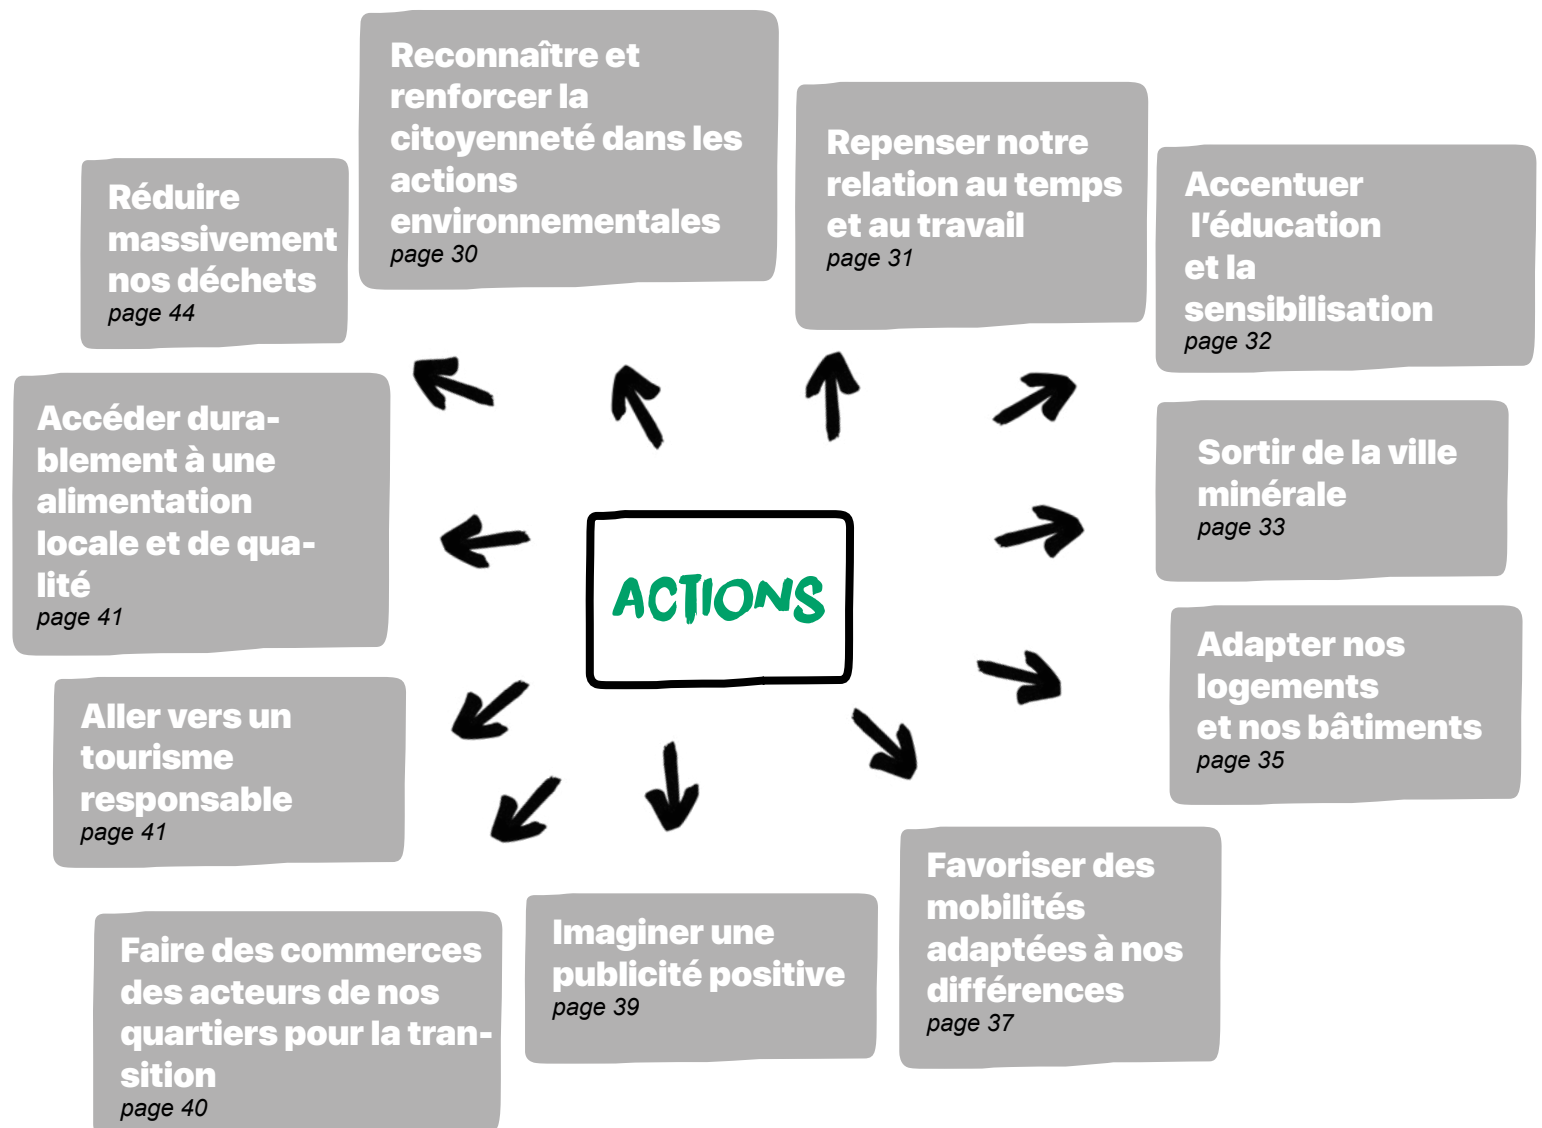 Reconnaître et
renforcer la
citoyenneté dans les
actions
environnementales
page 30
Repenser notre
relation au temps
et au travail
page 31
Accentuer
l’éducation
et la
sensibilisation
page 32
Sortir de la ville
minérale
page 33
Adapter nos
logements
et nos bâtiments
page 35
Favoriser des
mobilités
adaptées à nos
différences
page 37
Imaginer une
publicité positive
page 39
Faire des commerces
des acteurs de nos
quartiers pour la tran-
sition
page 40
Aller vers un
tourisme
responsable
page 41
Accéder dura-
blement à une
alimentation
locale et de qua-
lité
page 41
Réduire
massivement
nos déchets
page 44
ACTIONS